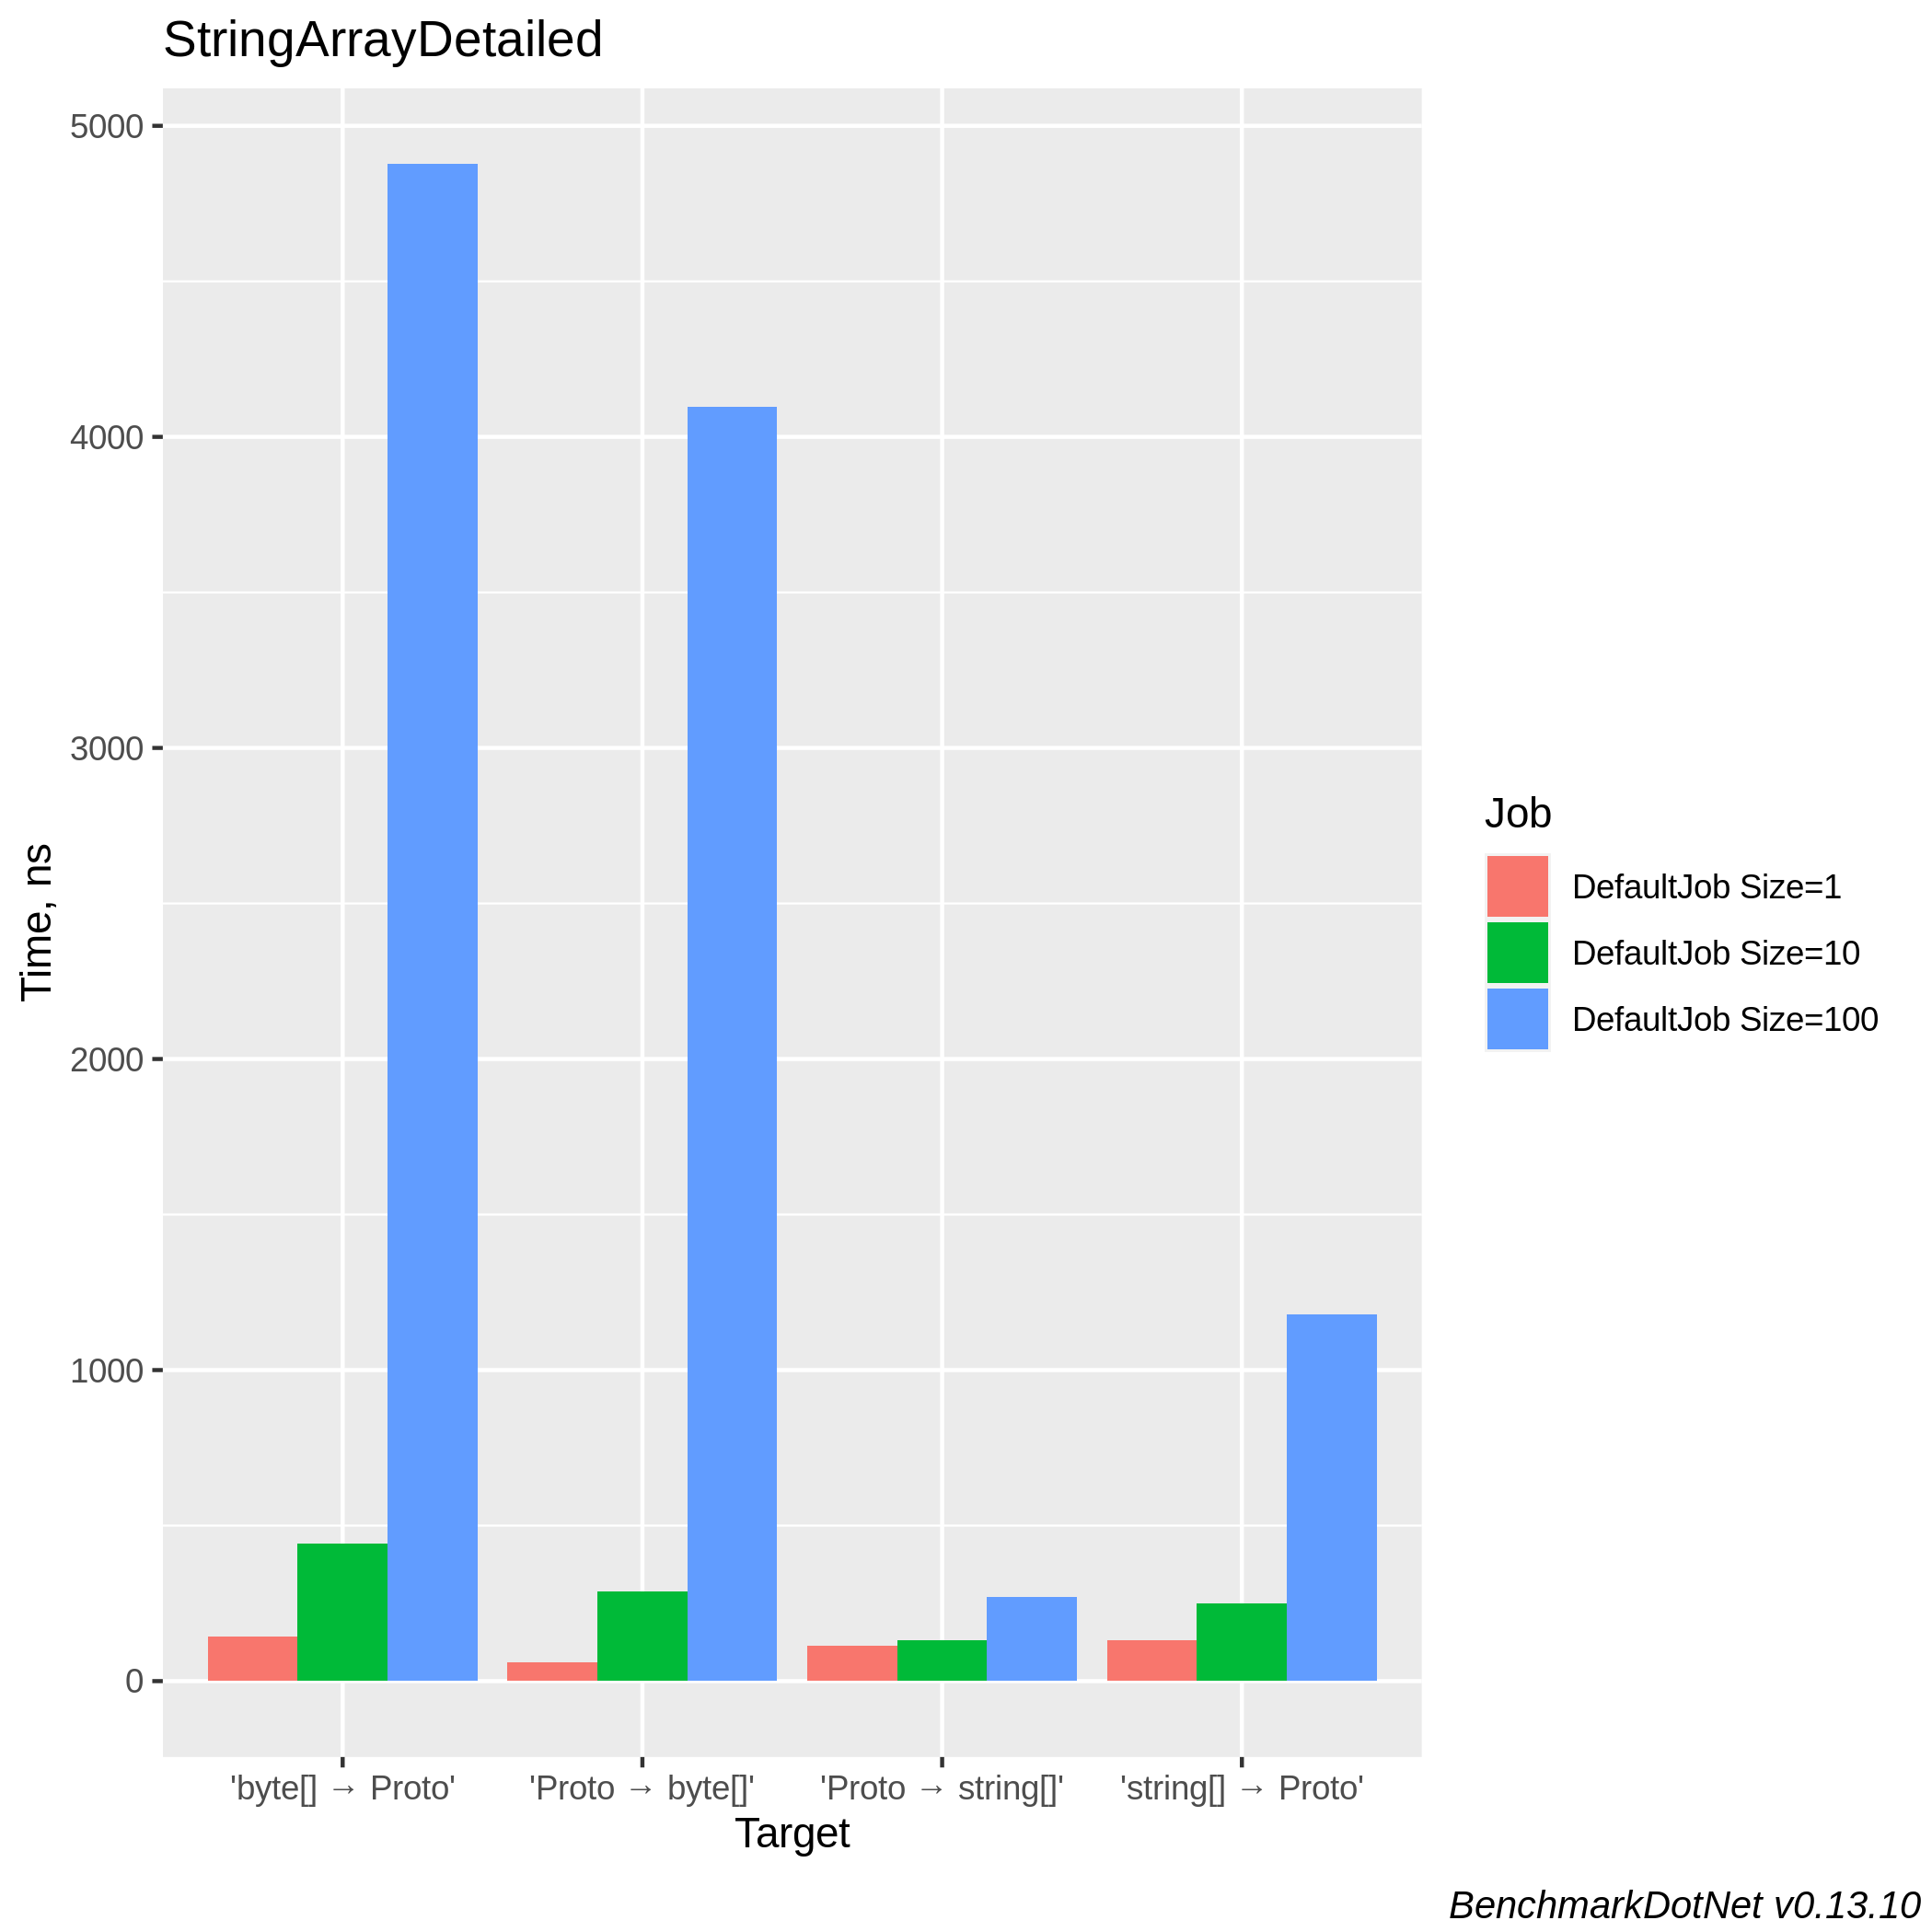 StringArrayDetailed
5000
4000
3000
2000
1000
0
Time, ns
'byte[] → Proto'
'Proto → byte[]'
'Proto → string[]'
'string[] → Proto'
Target
Job
DefaultJob Size=1
DefaultJob Size=10
DefaultJob Size=100
BenchmarkDotNet v0.13.10